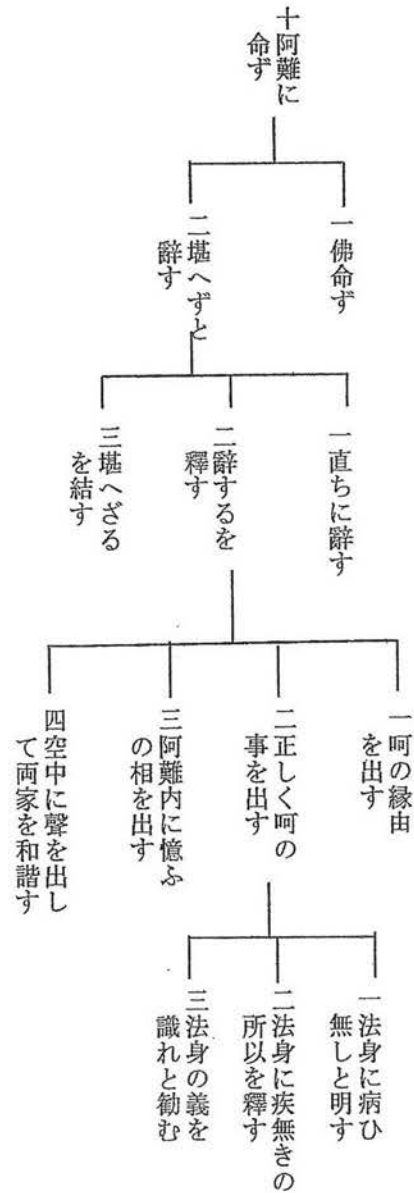 十阿難に
命ず
一佛命ず
二堪へずと
辭す
一直ちに辭す
二辭するを
釋す
三堪へざる
を結す
一呵の縁由
を出す
二正しく呵の
事を出す
三阿難内に憶ふ
の相を出す
四空中に聲を出し
て両家を和諧す
一法身に病ひ
無しと明す
二法身に疾無きの
所以を釋す
三法身の義を
識れと勧む